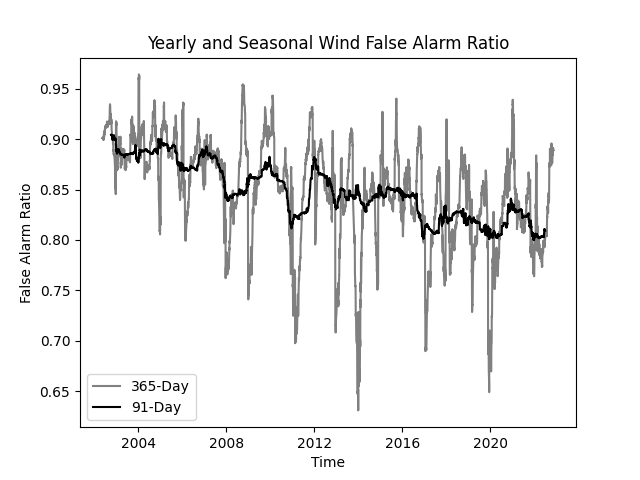 Yearly and Seasonal Wind False Alarm Ratio
False Alarm Ratio
0.95
0.90
0.85
0.80
0.75
0.70
0.65
365-Day
91-Day
2004 2008 2012 2016 2020
Time